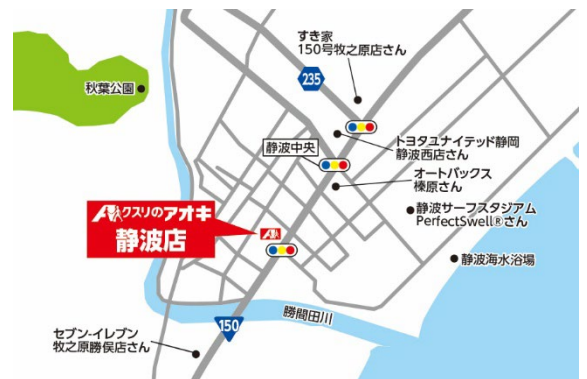 すき家
150号牧之原店さん
235
秋葉公園
トヨタユナイテッド静岡
静波西店さん
静波中央
オートバックス
榛原さん
クスリのアオキ
静波店
静波サーフスタジアム
PerfectSwell®さん
静波海水浴場
勝間田川
150
セブン-イレブン
牧之原勝俣店さん